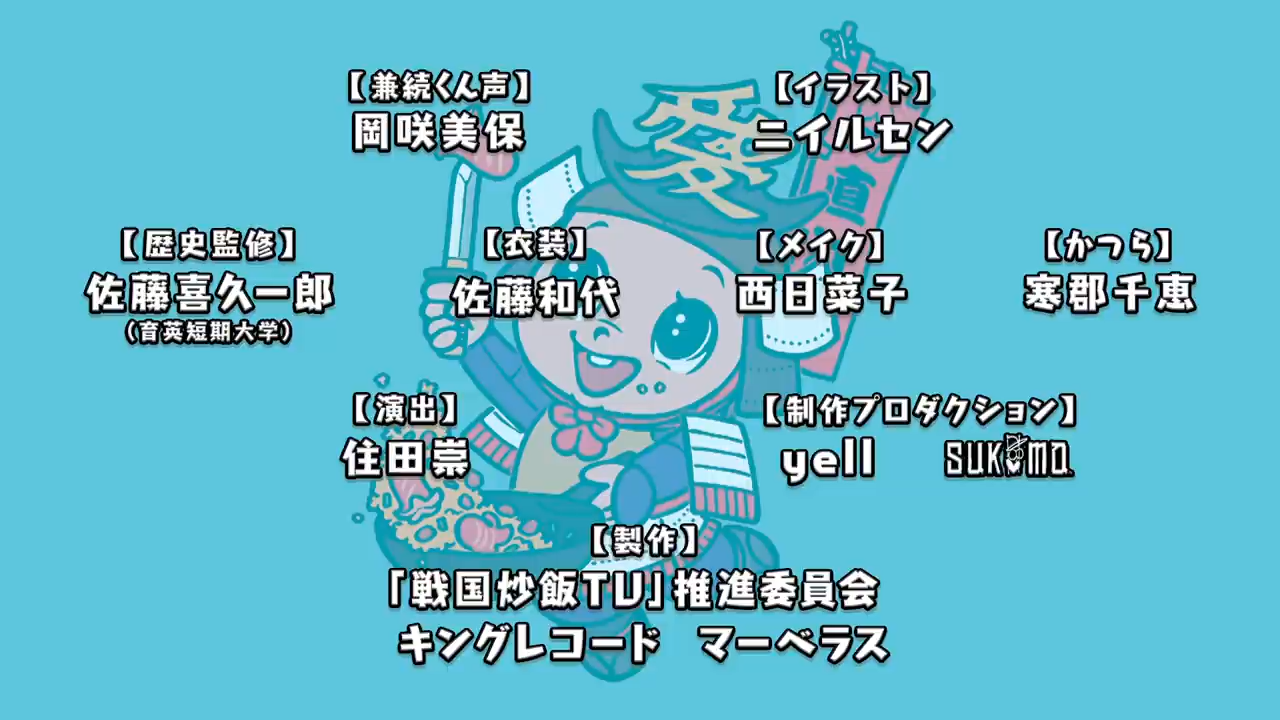 【兼続くん声】
岡咲美保
【イラスト】
ニイルセン
愛
直
【歴史監修】
佐藤喜久一郎
(育英短期大学)
【衣装】
佐藤和代
【メイク】
西日菜子
【かつら】
寒郡千恵
【演出】
住田崇
【制作プロダクション】
yell SUKIMA.
【製作】
「戦国炒飯TV」推進委員会
キングレコード マーベラス